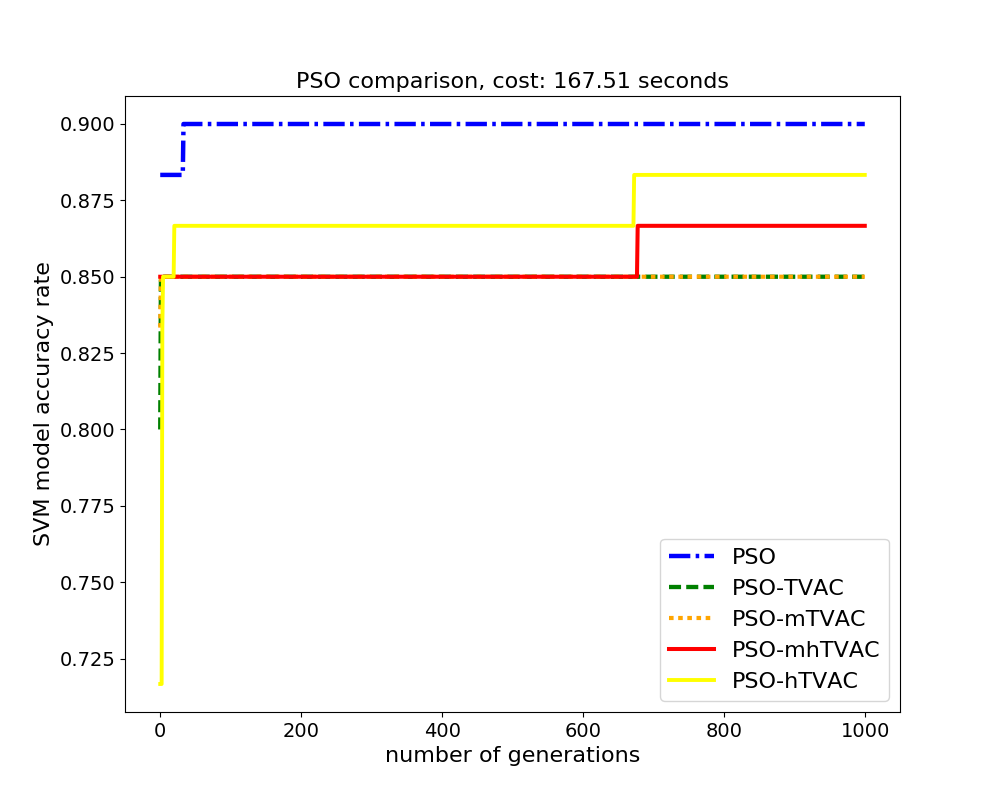 PSO comparison, cost: 167.51 seconds
0.900
0.875
0.850
0.825
0.800
0.775
0.750
0.725
SVM model accuracy rate
0 200 400 600 800 1000
number of generations
PSO
PSO-TVAC
PSO-mTVAC
PSO-mhTVAC
PSO-hTVAC